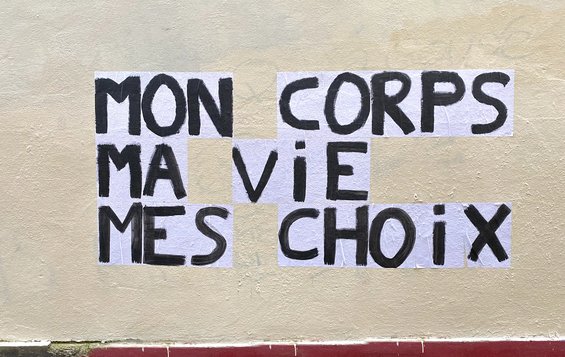 MON CORPS
MA ViE
MES CHOiX